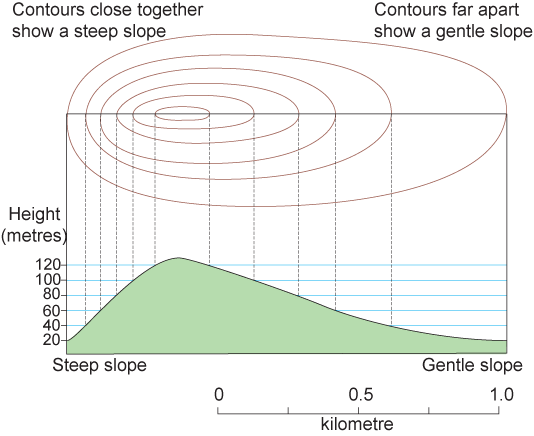 Contours close together
show a steep slope
Contours far apart
show a gentle slope
Height
(metres)
120
100
80
60
40
20
Steep slope
Gentle slope
0 0.5 1.0
kilometre